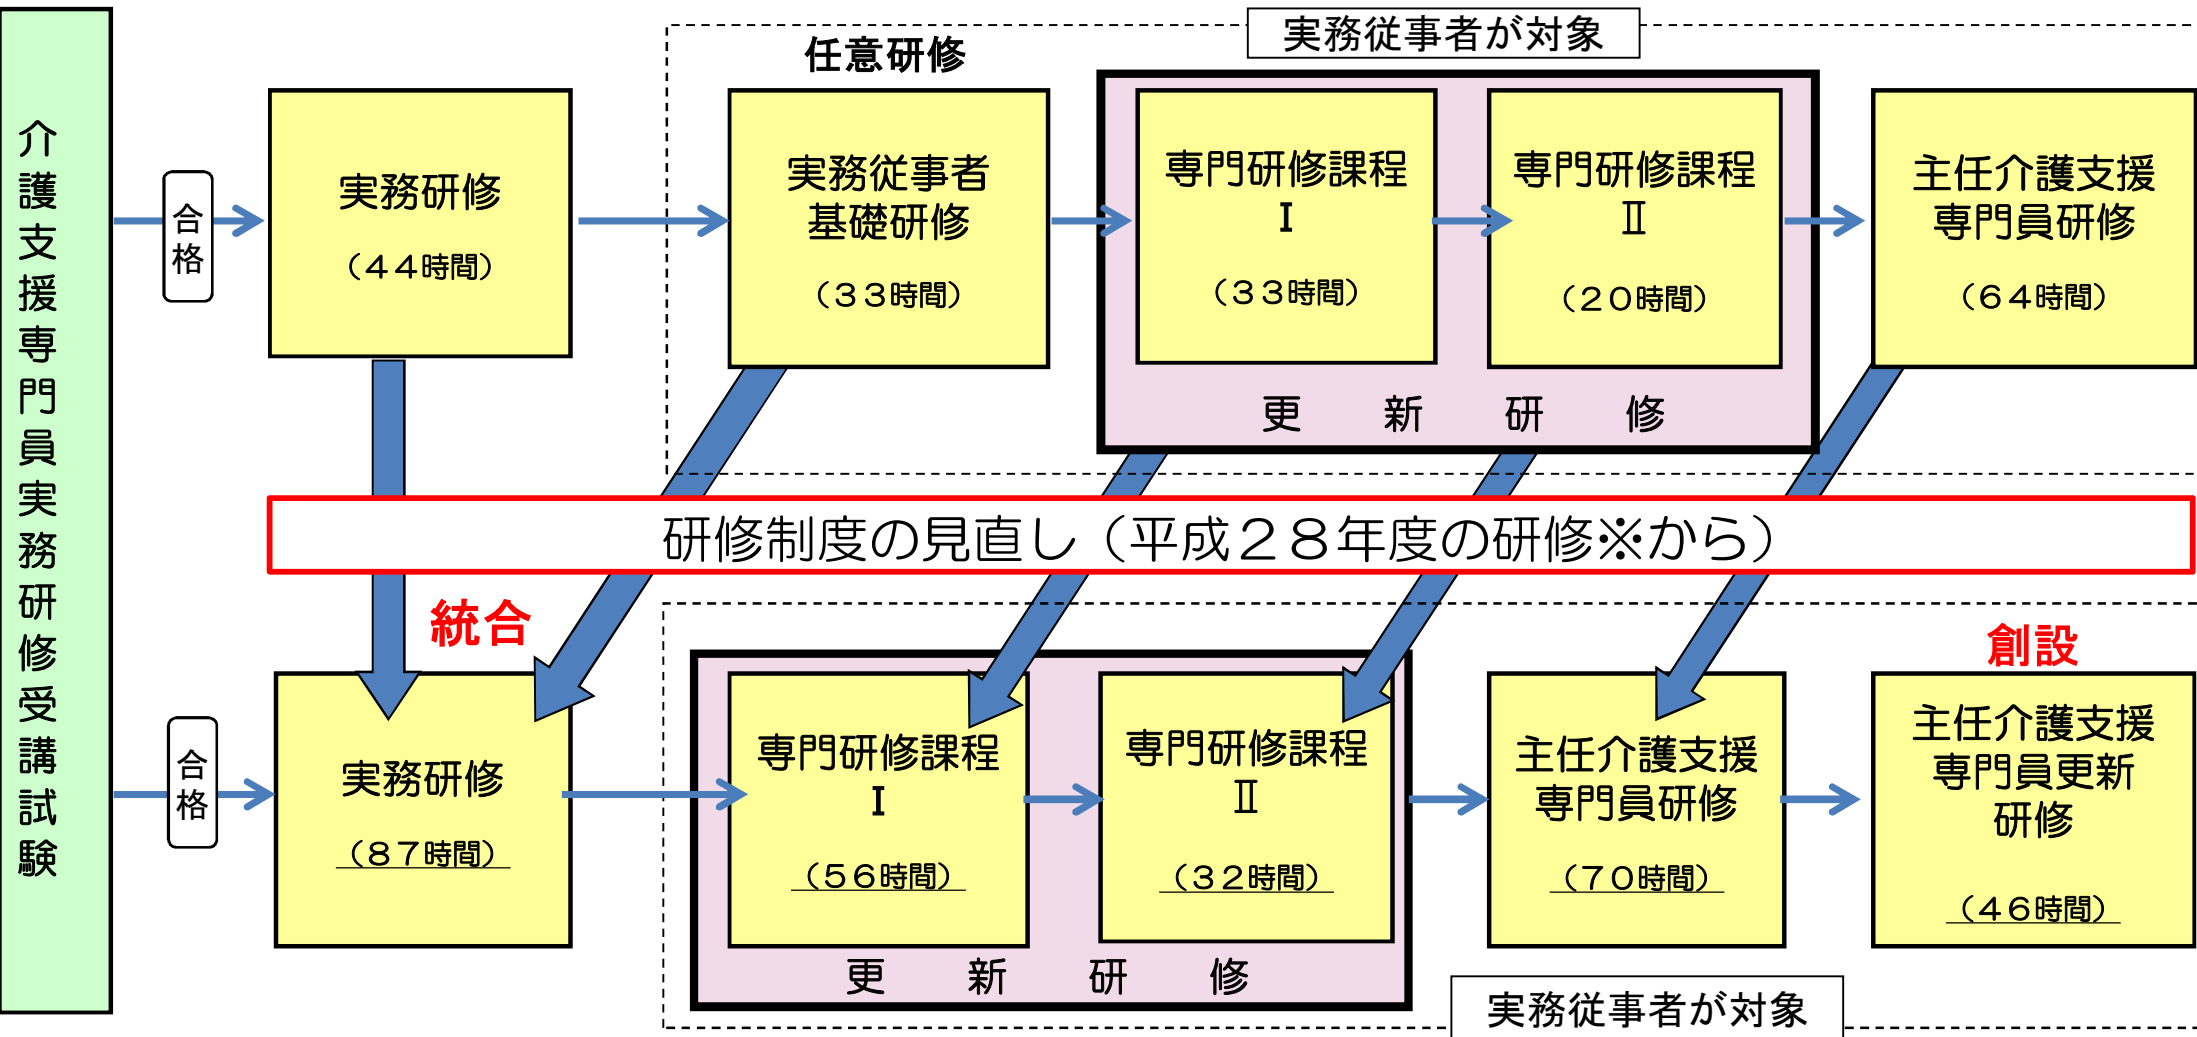 介護支援専門員実務研修受講試験
実務従事者が対象
任意研修
合格
実務研修
（４４時間）
実務従事者
基礎研修
（３３時間）
専門研修課程
Ⅰ
（３３時間）
専門研修課程
Ⅱ
（２０時間）
更新研修
主任介護支援
専門員研修
（６４時間）
研修制度の見直し（平成２８年度の研修※から）
統合
創設
合格
実務研修
（８７時間）
専門研修課程
Ⅰ
（５６時間）
専門研修課程
Ⅱ
（３２時間）
更新研修
主任介護支援
専門員研修
（７０時間）
主任介護支援
専門員更新
研修
（４６時間）
実務従事者が対象